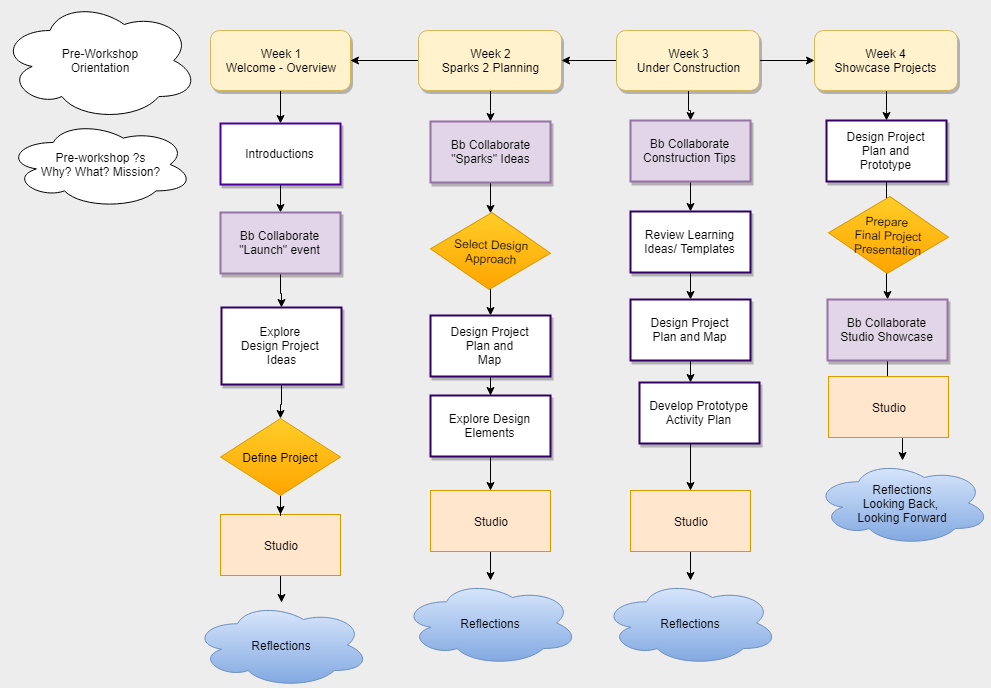 Pre-Workshop
Orientation
Pre-workshop ?s
Why? What? Mission?
Week 1
Welcome - Overview
Introductions
Bb Collaborate
"Launch" event
Explore
Design Project
Ideas
Define Project
Studio
Reflections
Week 2
Sparks 2 Planning
Bb Collaborate
"Sparks" Ideas
Select Design
Approach
Design Project
Plan and
Map
Explore Design
Elements
Studio
Reflections
Week 3
Under Construction
Bb Collaborate
Construction Tips
Review Learning
Ideas/ Templates
Design Project
Plan and Map
Develop Prototype
Activity Plan
Studio
Reflections
Week 4
Showcase Projects
Design Project
Plan and
Prototype
Prepare
Final Project
Presentation
Bb Collaborate
Studio Showcase
Studio
Reflections
Looking Back,
Looking Forward